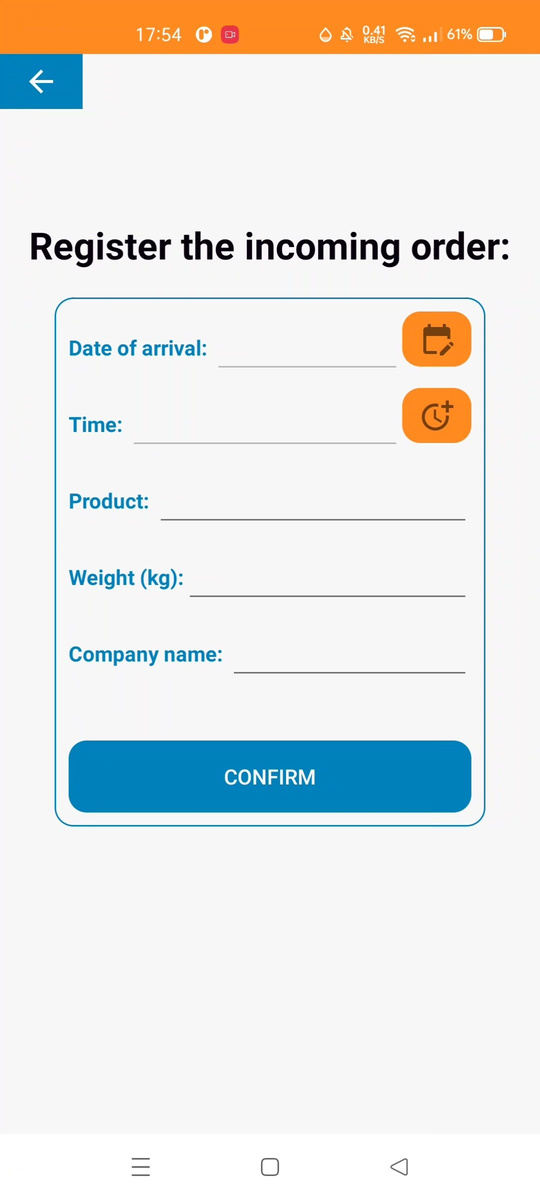 17:54
0.41
KB/S
61%
Register the incoming order:
Date of arrival:
Time:
Product:
Weight (kg):
Company name:
CONFIRM